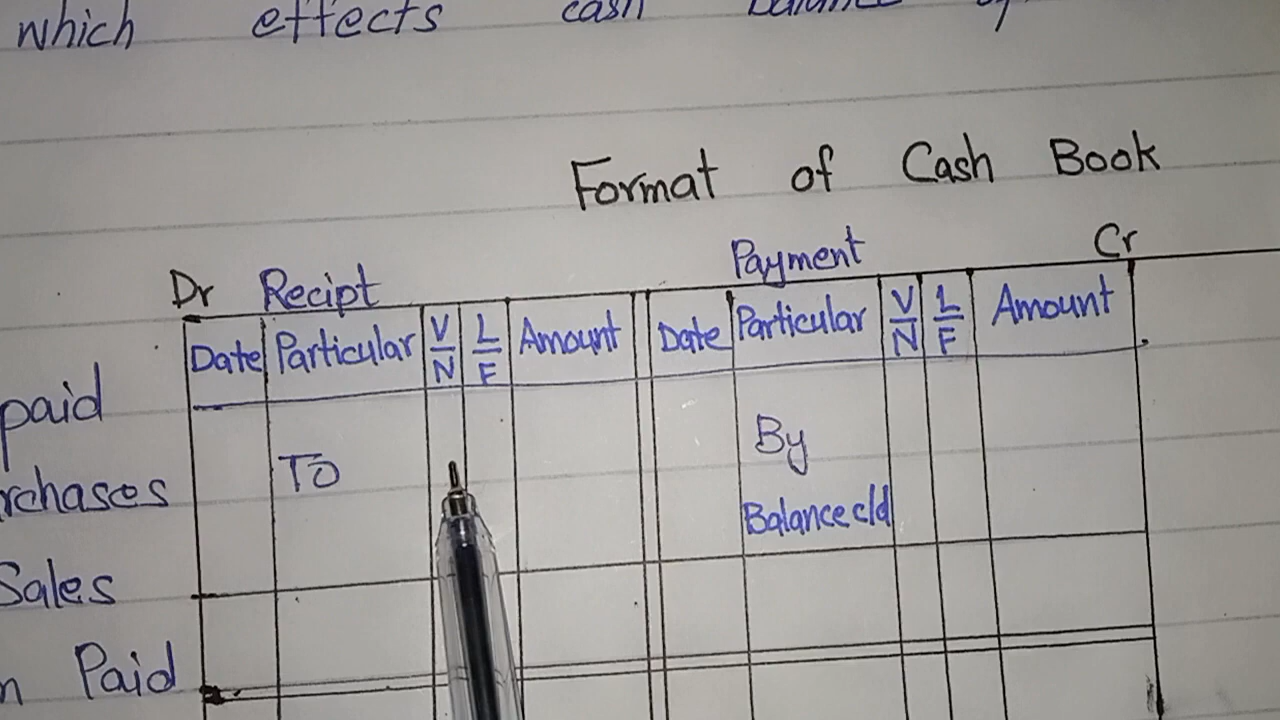 which effects cash balance
Format of Cash Book
Dr Recipt Payment Cr
Date Particular V/N L/F Amount Date Particular V/N L/F Amount
paid
To By
rchases
Balance c/d
Sales
n Paid